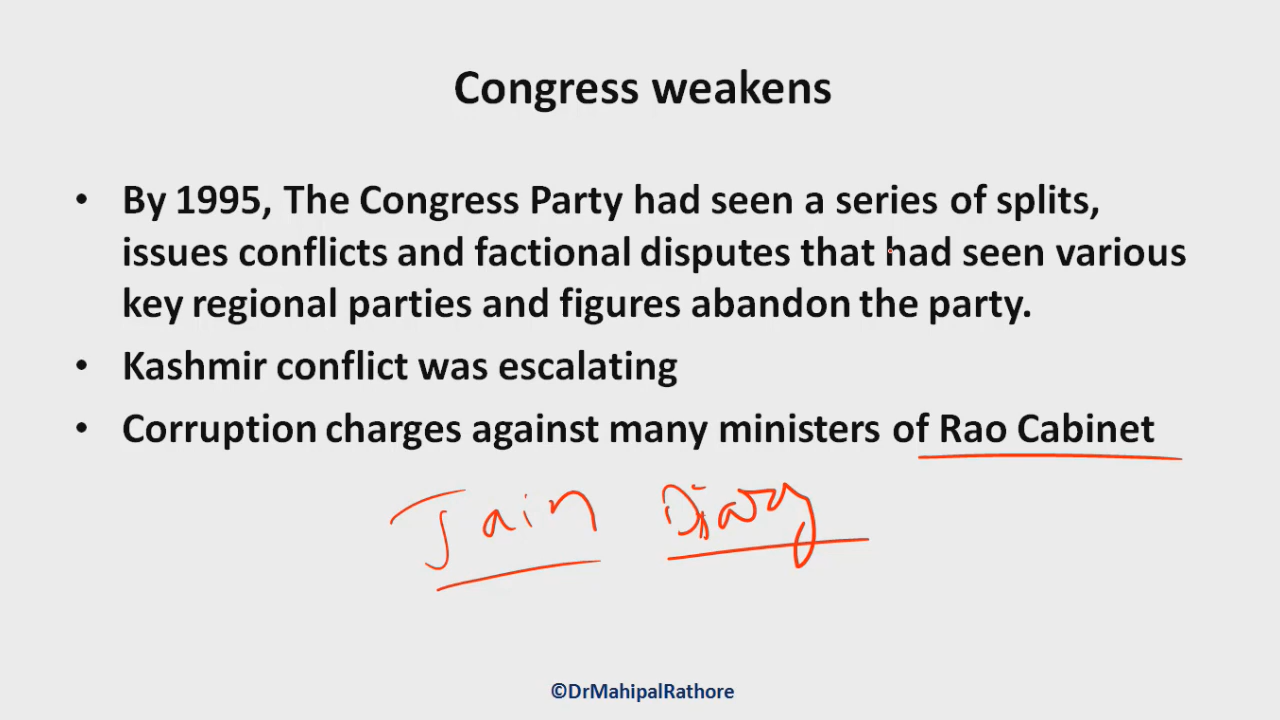 Congress weakens
• By 1995, The Congress Party had seen a series of splits,
issues conflicts and factional disputes that had seen various
key regional parties and figures abandon the party.
• Kashmir conflict was escalating
• Corruption charges against many ministers of Rao Cabinet
Jain Diary
©DrMahipalRathore